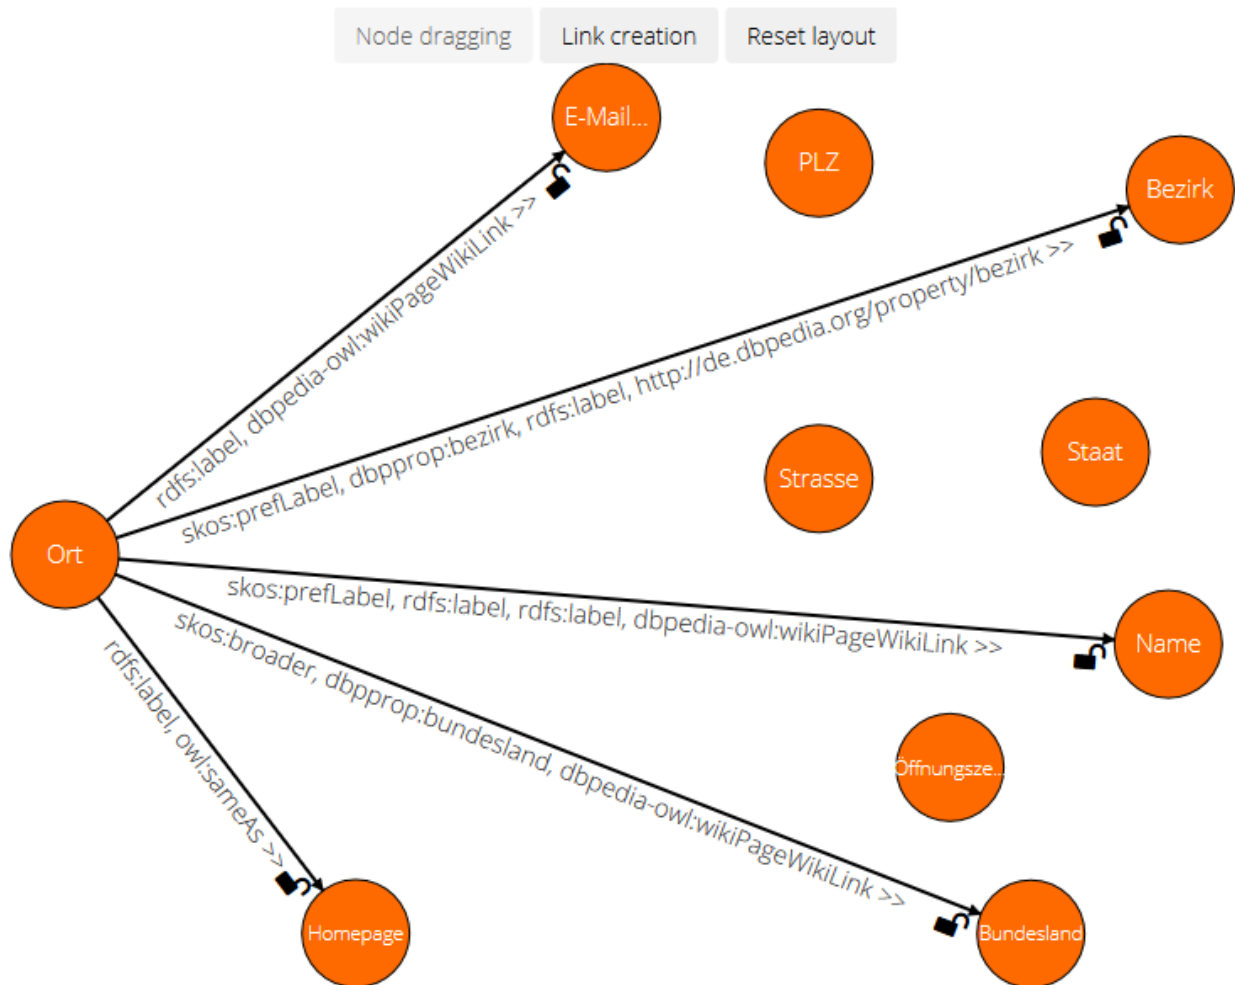 Node dragging
Link creation
Reset layout
E-Mail...
PLZ
Bezirk
rdfs:label, dbpedia-owl:wikiPageWikiLink >>
skos:prefLabel, dbpprop:bezirk, rdfs:label, http://de.dbpedia.org/property/bezirk >>
Strasse
Staat
Ort
skos:prefLabel, rdfs:label, rdfs:label, dbpedia-owl:wikiPageWikiLink >>
Name
skos:broader, dbpprop:bundesland, dbpedia-owl:wikiPageWikiLink >>
rdfs:label, owl:sameAs >>
Öffnungsze...
Homepage
Bundesland